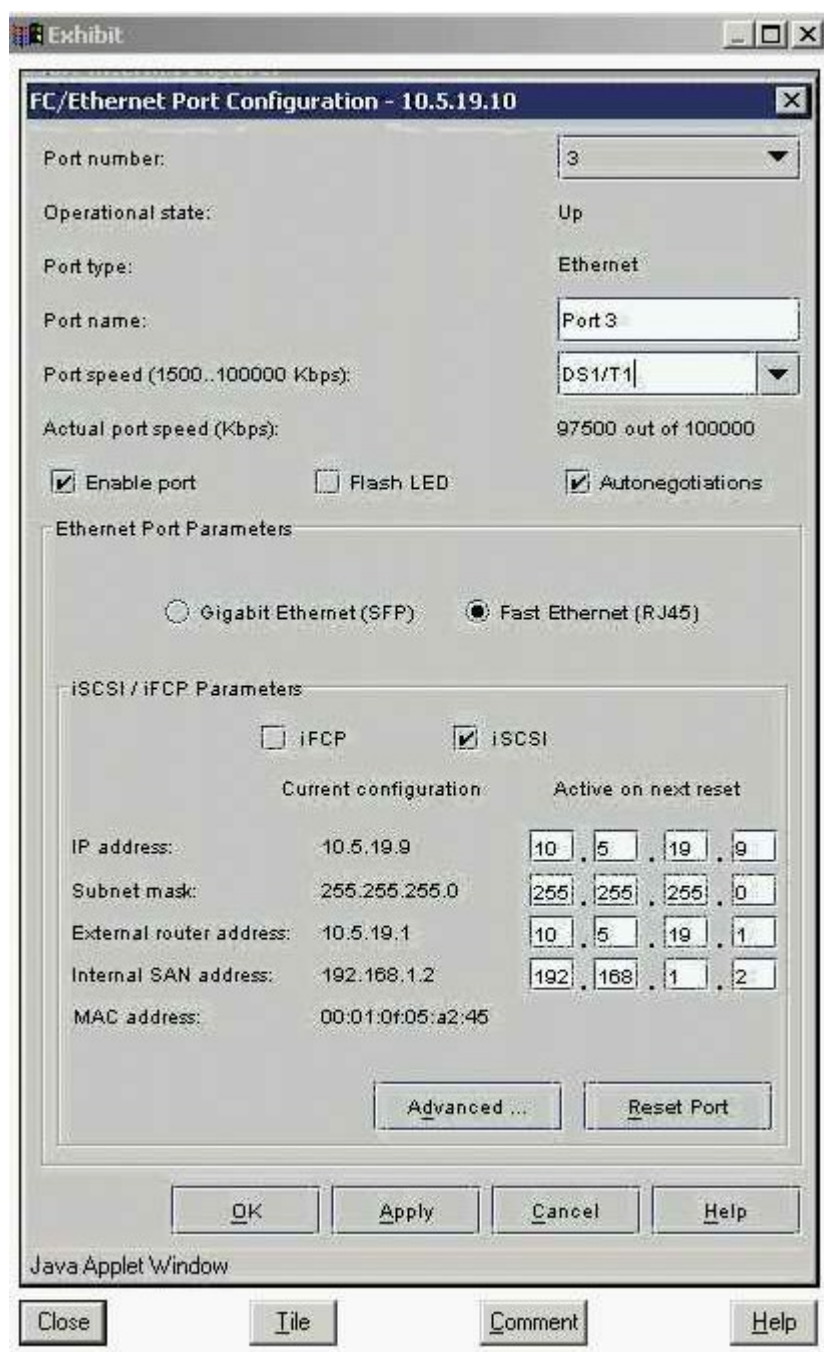 Exhibit
FC/Ethernet Port Configuration - 10.5.19.10
Port number: 3
Operational state: Up
Port type: Ethernet
Port name: Port 3
Port speed (1500..100000 Kbps): DS1/T1
Actual port speed (Kbps): 97500 out of 100000
Enable port Flash LED Autonegotiations
Ethernet Port Parameters
Gigabit Ethernet (SFP) Fast Ethernet (RJ45)
iSCSI / iFCP Parameters
iFCP iSCSI
Current configuration Active on next reset
IP address: 10.5.19.9 10 . 5 . 19 . 9
Subnet mask: 255.255.255.0 255 . 255 . 255 . 0
External router address: 10.5.19.1 10 . 5 . 19 . 1
Internal SAN address: 192.168.1.2 192 . 168 . 1 . 2
MAC address: 00:01:0f:05:a2:45
Advanced ... Reset Port
OK Apply Cancel Help
Java Applet Window
Close Tile Comment Help